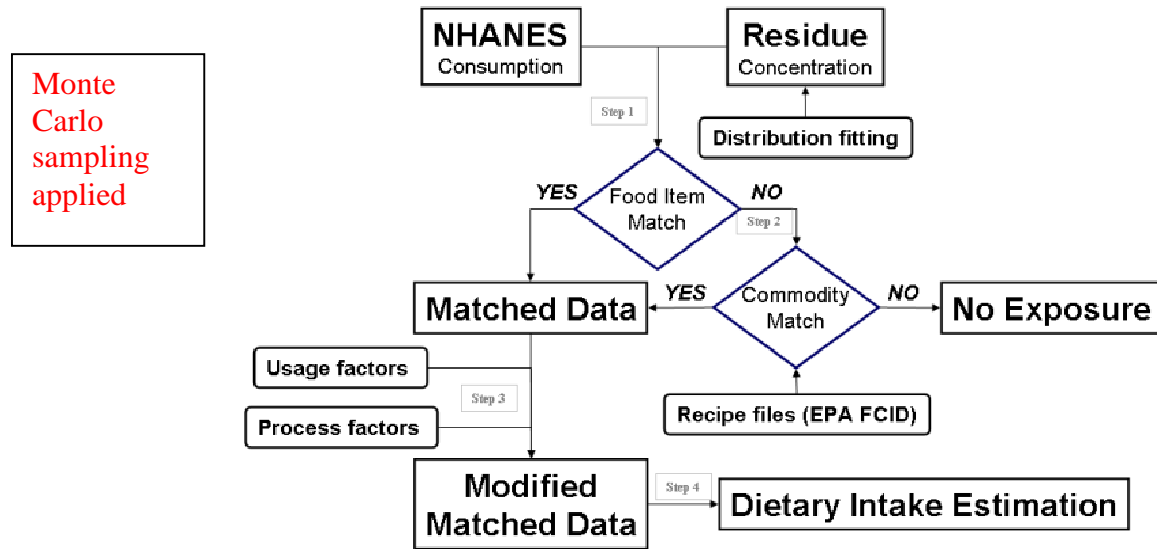 Monte
Carlo
sampling
applied
NHANES
Consumption
Residue
Concentration
Step 1
Distribution fitting
YES
Food Item
Match
NO
Step 2
Matched Data
YES
Commodity
Match
NO
No Exposure
Usage factors
Step 3
Process factors
Recipe files (EPA FCID)
Modified
Matched Data
Step 4
Dietary Intake Estimation